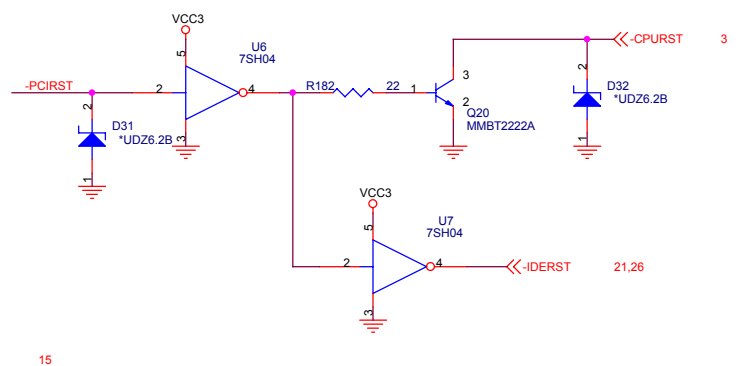 VCC3
U6
7SH04
5
-PCIRST
2
4
3
R182
22
1
3
2
Q20
MMBT2222A
-CPURST
3
2
D32
*UDZ6.2B
1
2
D31
*UDZ6.2B
1
VCC3
U7
7SH04
5
2
4
3
-IDERST
21,26
15